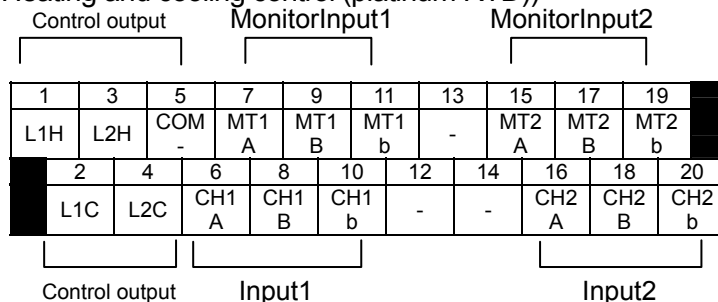 Heating and cooling control (platinum RTD))
Control output MonitorInput1 MonitorInput2
1 3 5 7 9 11 13 15 17 19
L1H L2H COM - MT1 A MT1 B MT1 b - MT2 A MT2 B MT2 b
2 4 6 8 10 12 14 16 18 20
L1C L2C CH1 A CH1 B CH1 b - - CH2 A CH2 B CH2 b
Control output Input1 Input2